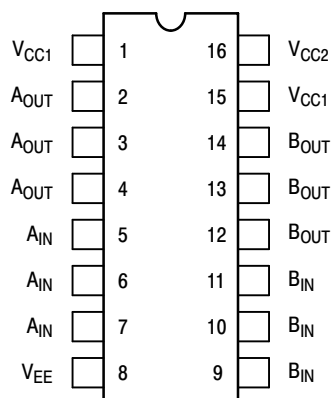 VCC1 1 16 VCC2
AOUT 2 15 VCC1
AOUT 3 14 BOUT
AOUT 4 13 BOUT
AIN 5 12 BOUT
AIN 6 11 BIN
AIN 7 10 BIN
VEE 8 9 BIN